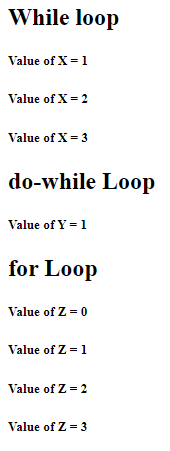 While loop
Value of X = 1
Value of X = 2
Value of X = 3
do-while Loop
Value of Y = 1
for Loop
Value of Z = 0
Value of Z = 1
Value of Z = 2
Value of Z = 3